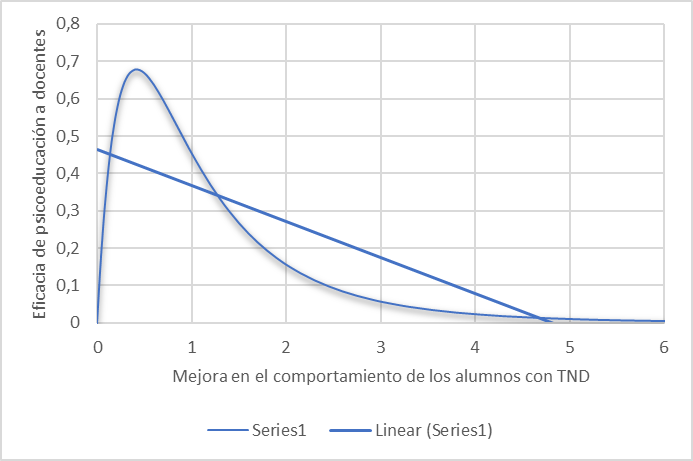 Eficacia de psicoeducación a docentes
0,8
0,7
0,6
0,5
0,4
0,3
0,2
0,1
0
0 1 2 3 4 5 6
Mejora en el comportamiento de los alumnos con TND
Series1 Linear (Series1)